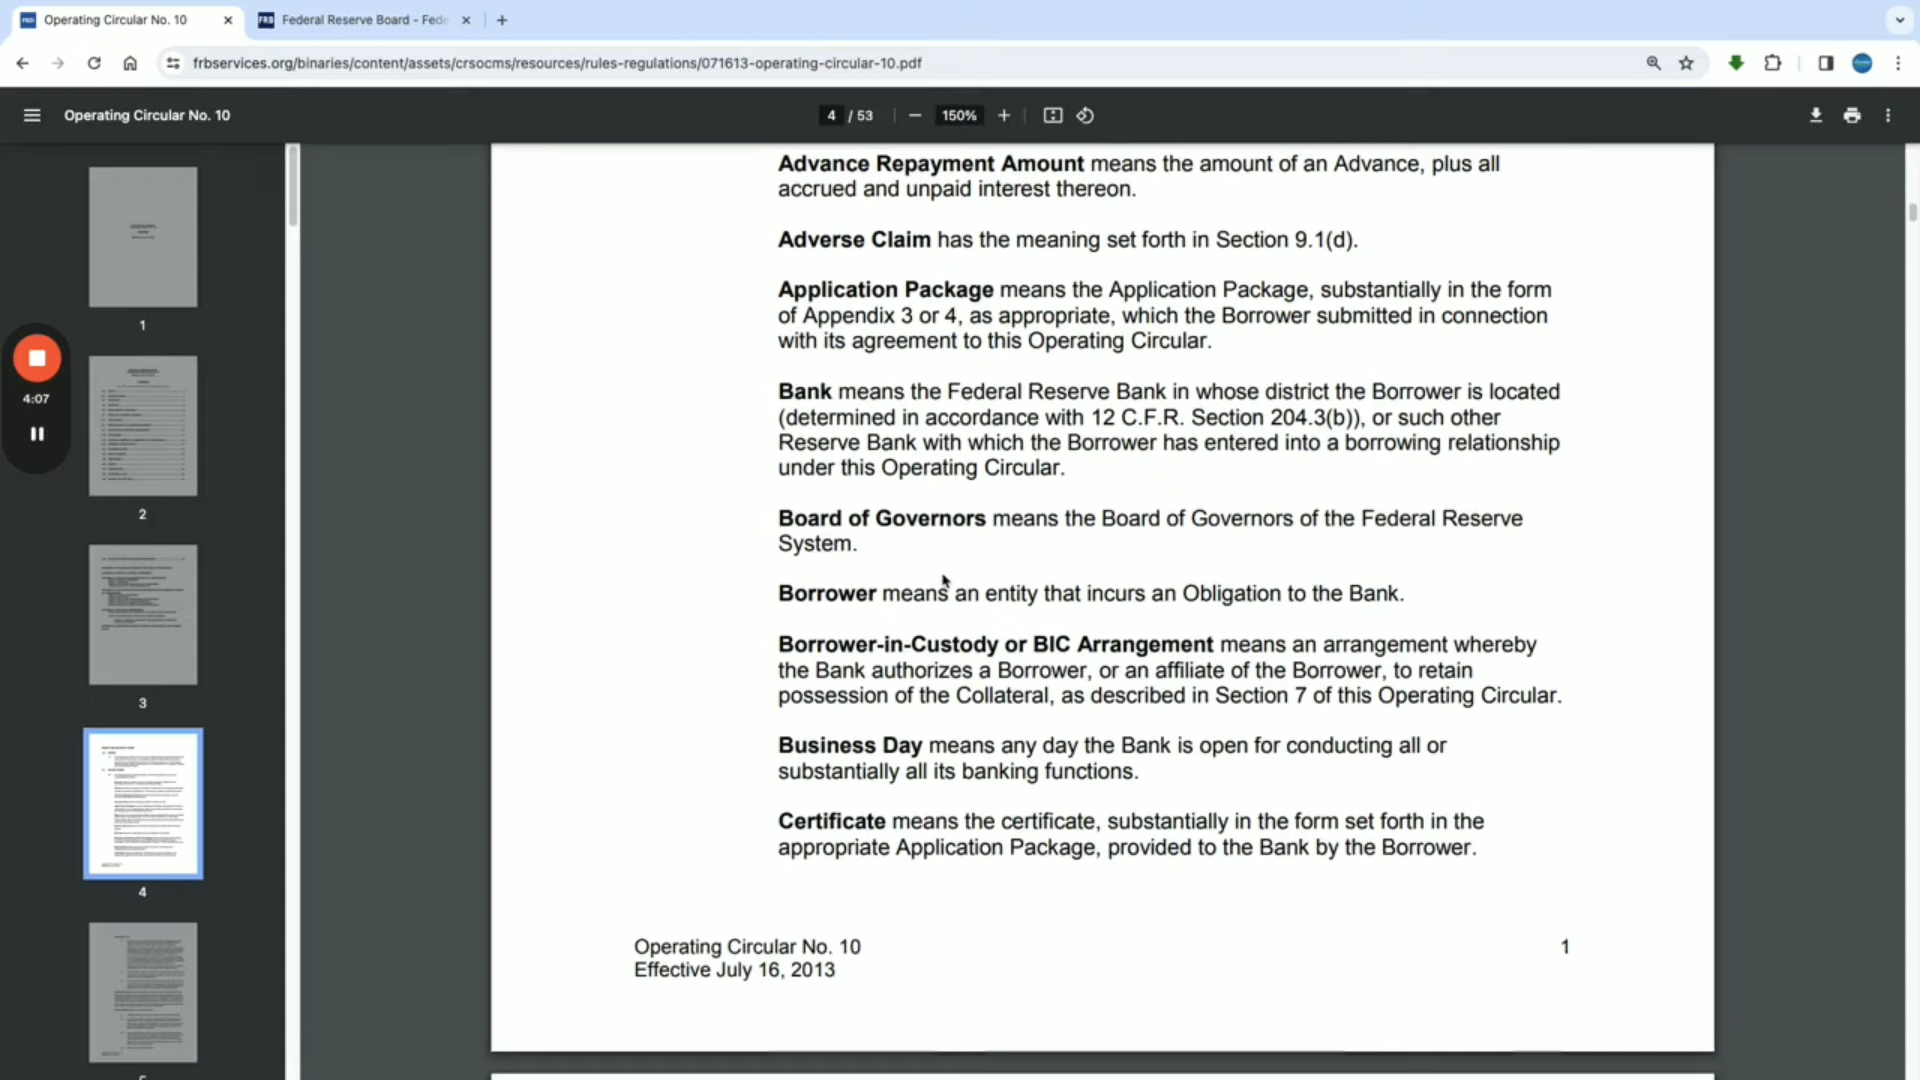 Operating Circular No. 10
Federal Reserve Board - Fede
frbservices.org/binaries/content/assets/crsocms/resources/rules-regulations/071613-operating-circular-10.pdf
Operating Circular No. 10
4 / 53
150%
1
2
3
4
4:07
Advance Repayment Amount means the amount of an Advance, plus all
accrued and unpaid interest thereon.
Adverse Claim has the meaning set forth in Section 9.1(d).
Application Package means the Application Package, substantially in the form
of Appendix 3 or 4, as appropriate, which the Borrower submitted in connection
with its agreement to this Operating Circular.
Bank means the Federal Reserve Bank in whose district the Borrower is located
(determined in accordance with 12 C.F.R. Section 204.3(b)), or such other
Reserve Bank with which the Borrower has entered into a borrowing relationship
under this Operating Circular.
Board of Governors means the Board of Governors of the Federal Reserve
System.
Borrower means an entity that incurs an Obligation to the Bank.
Borrower-in-Custody or BIC Arrangement means an arrangement whereby
the Bank authorizes a Borrower, or an affiliate of the Borrower, to retain
possession of the Collateral, as described in Section 7 of this Operating Circular.
Business Day means any day the Bank is open for conducting all or
substantially all its banking functions.
Certificate means the certificate, substantially in the form set forth in the
appropriate Application Package, provided to the Bank by the Borrower.
Operating Circular No. 10
1
Effective July 16, 2013